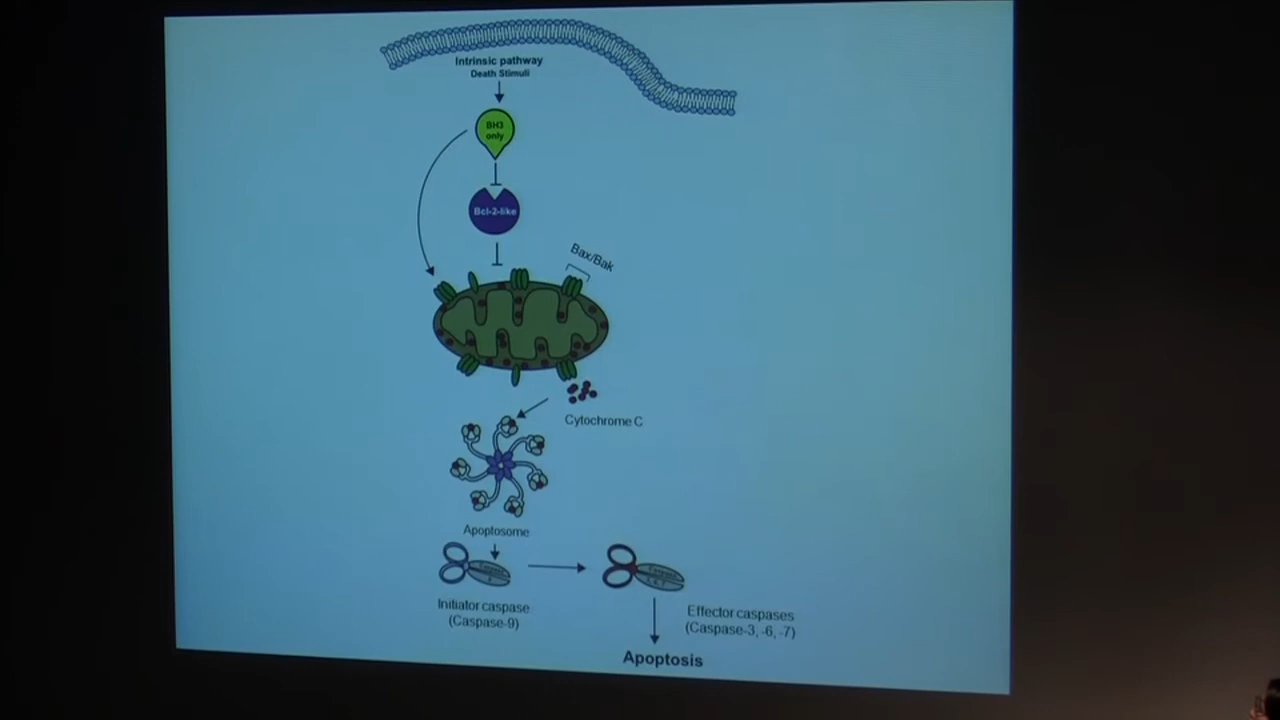 Intrinsic pathway
Death Stimuli
BH3
only
Bcl-2-like
Bax/Bak
Cytochrome C
Apoptosome
Initiator caspase
(Caspase-9)
Effector caspases
(Caspase-3, -6, -7)
Apoptosis